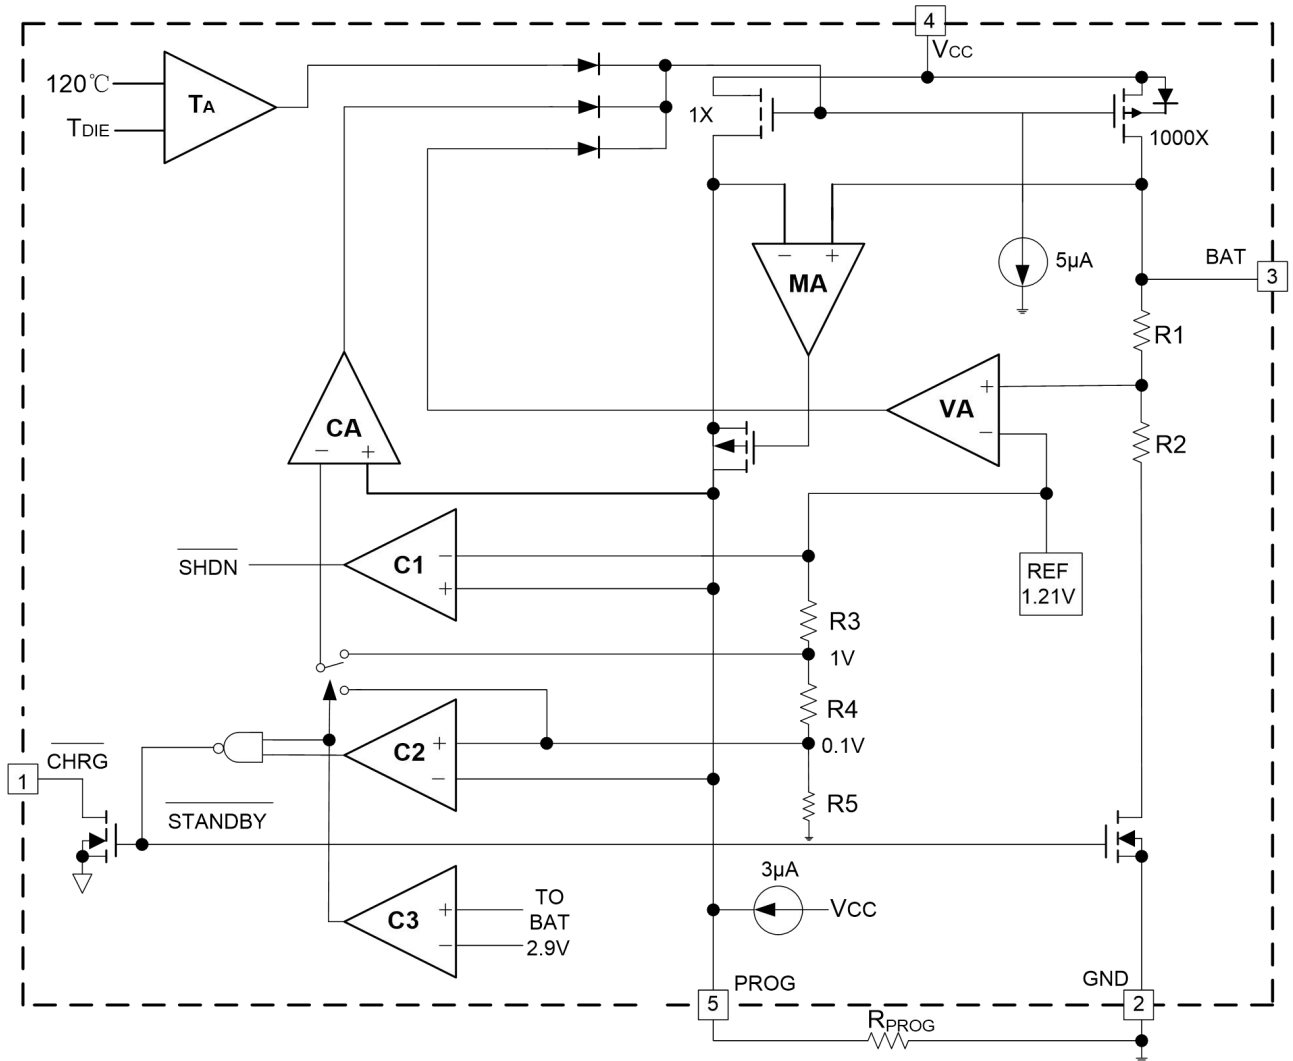 4
VCC
120℃
TA
TDIE
1X
1000X
− +
MA
5µA
BAT
3
R1
+
VA
−
R2
CA
− +
−
C1
+
SHDN
REF
1.21V
R3
1V
R4
+
C2
−
0.1V
CHRG
1
R5
STANDBY
3µA
VCC
+
C3
−
TO
BAT
2.9V
PROG
GND
5
2
RPROG